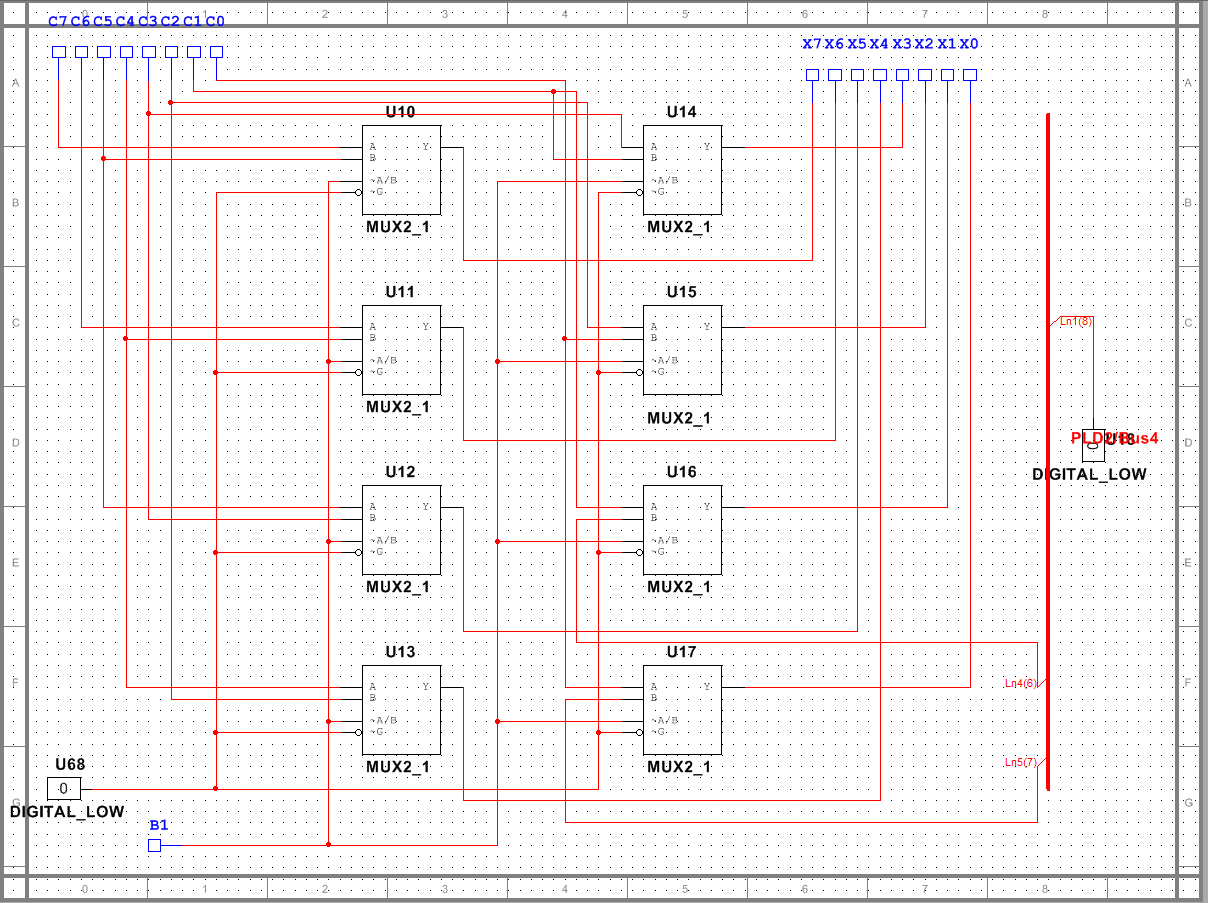 0 1 2 3 4 5 6 7 8
C7 C6 C5 C4 C3 C2 C1 C0
X7 X6 X5 X4 X3 X2 X1 X0
A A
U10 U14
A Y A Y
B B
~A/B ~A/B
~G ~G
B B
MUX2_1 MUX2_1
U11 U15
C C
A Y A Y
B B
~A/B ~A/B
~G ~G
Ln1(8)
MUX2_1 MUX2_1
D D
PLD2/Bus4
U18
0
DIGITAL_LOW
U12 U16
A Y A Y
B B
~A/B ~A/B
~G ~G
E E
MUX2_1 MUX2_1
U13 U17
F F
A Y A Y
B B
~A/B ~A/B
~G ~G
Ln4(6)
MUX2_1 MUX2_1
Ln5(7)
U68
0
G G
DIGITAL_LOW
B1
0 1 2 3 4 5 6 7 8